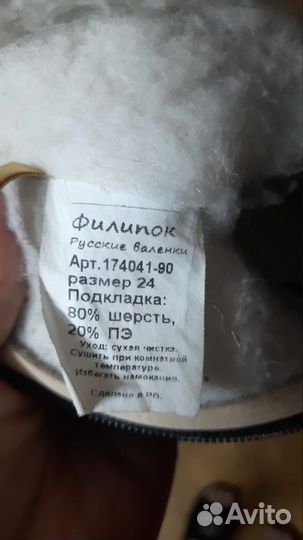 Филипок
Русские валенки
Арт.174041-90
размер 24
Подкладка:
80% шерсть,
20% ПЭ
Уход: сухая чистка.
Сушить при комнатной
температуре.
Избегать намокания.
Сделано в РБ.
Avito